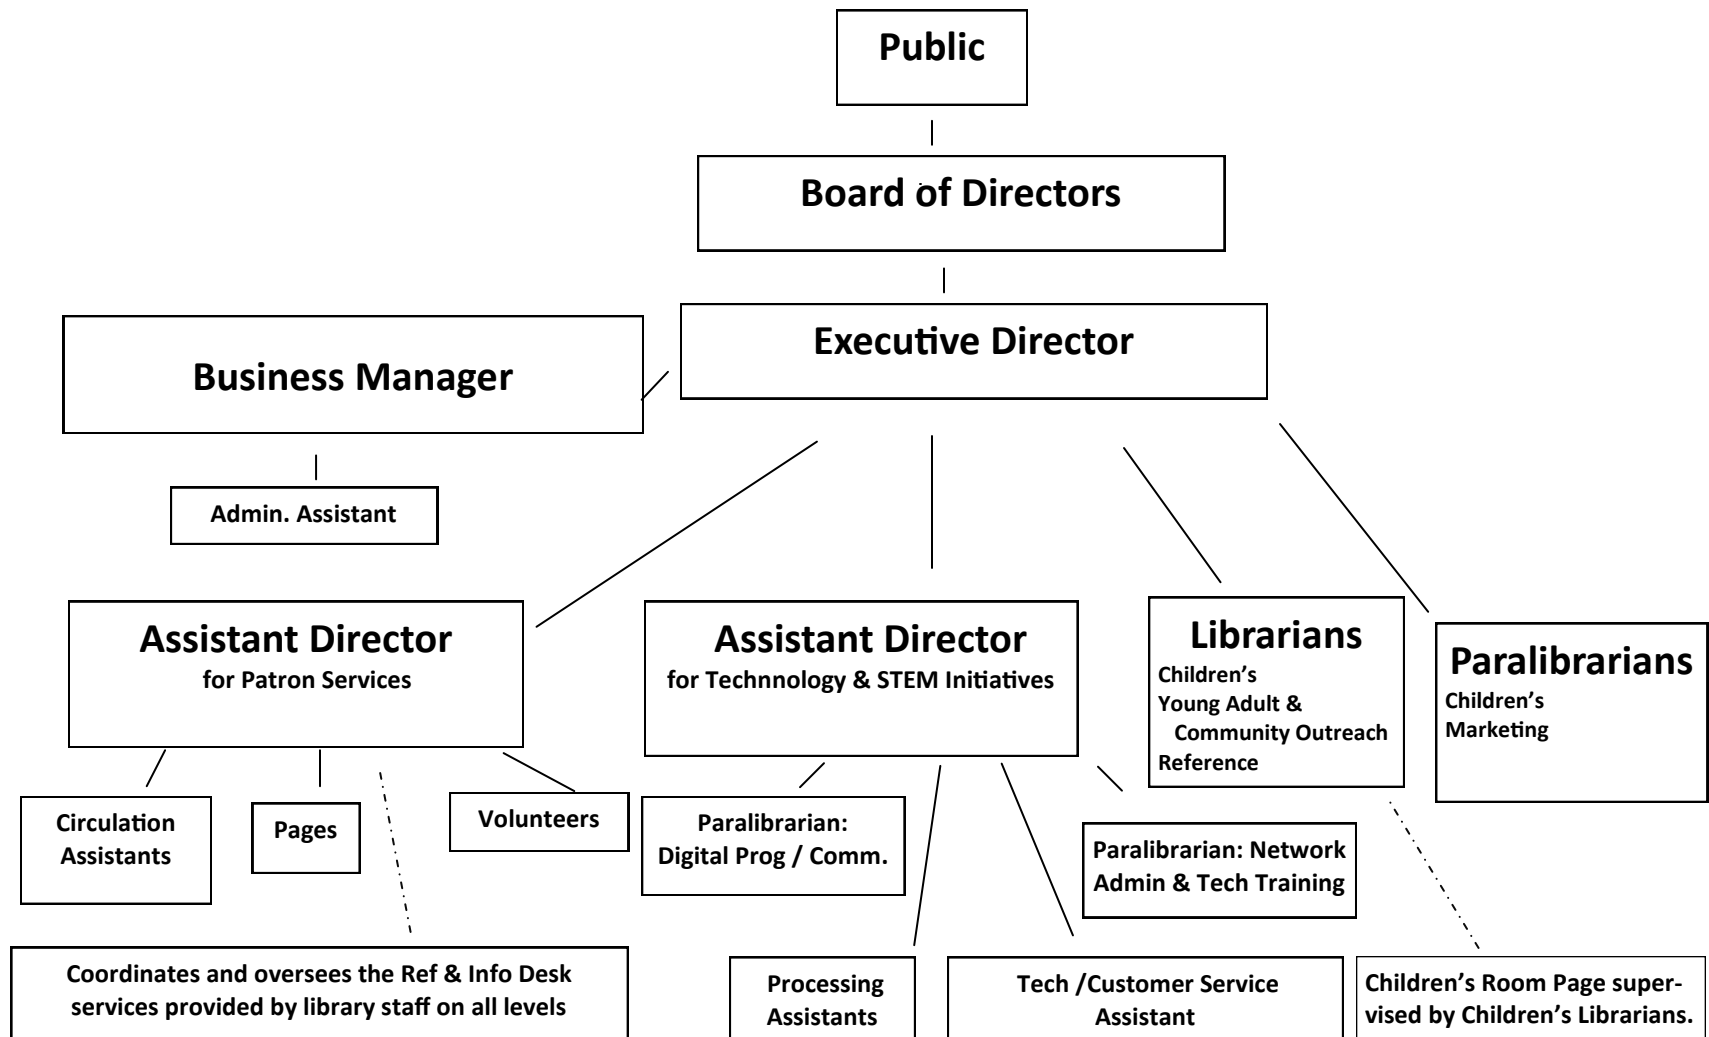 Public
Board of Directors
Executive Director
Business Manager
Admin. Assistant
Assistant Director
for Patron Services
Assistant Director
for Technnology & STEM Initiatives
Librarians
Children’s
Young Adult &
Community Outreach
Reference
Paralibrarians
Children’s
Marketing
Circulation
Assistants
Pages
Volunteers
Paralibrarian:
Digital Prog / Comm.
Paralibrarian: Network
Admin & Tech Training
Coordinates and oversees the Ref & Info Desk
services provided by library staff on all levels
Processing
Assistants
Tech /Customer Service
Assistant
Children’s Room Page super-
vised by Children’s Librarians.